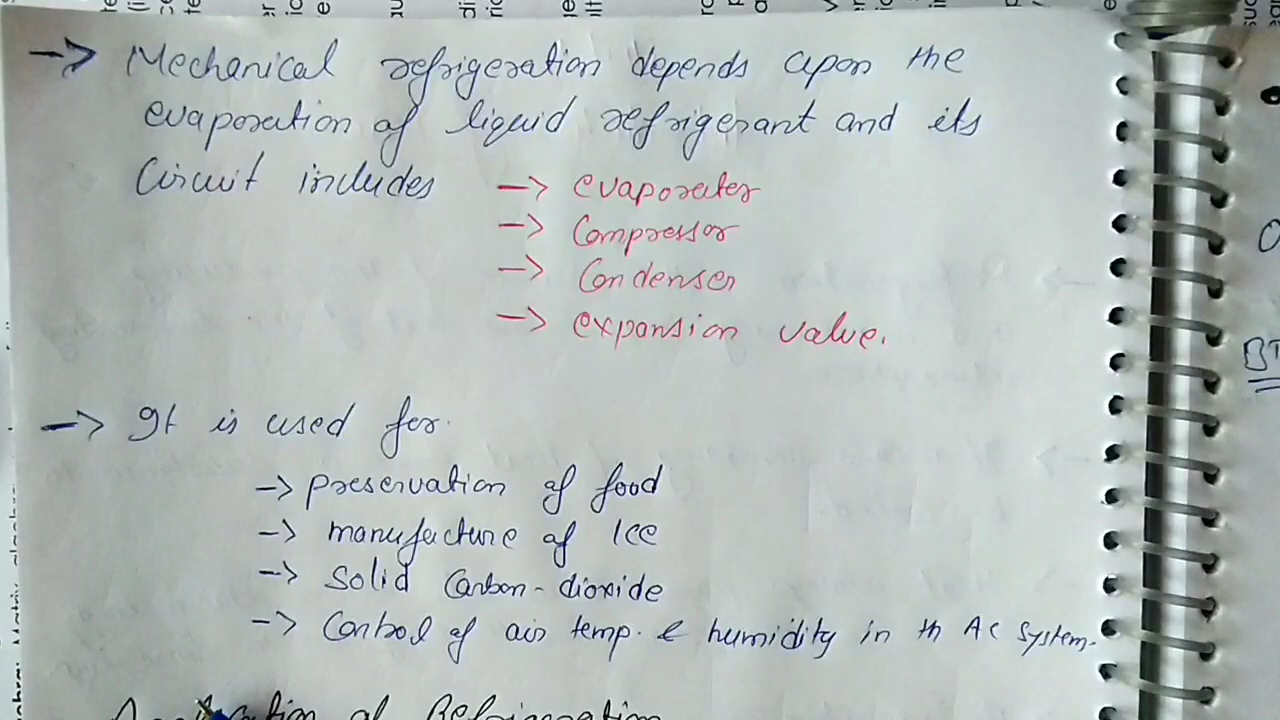 -> Mechanical refrigeration depends upon the
evaporation of liquid refrigerant and its
Circuit includes -> evaporater
-> Compressor
-> Condenser
-> expansion value.
-> It is used for
-> preservation of food
-> manufacture of Ice
-> Solid Carbon-dioxide
-> Control of air temp. & humidity in th AC System.
of Refrigeration